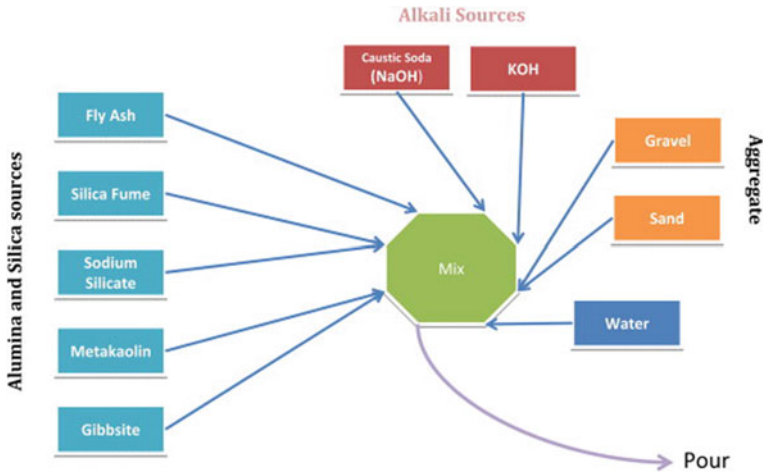 Alkali Sources
Caustic Soda
(NaOH)
KOH
Alumina and Silica sources
Fly Ash
Silica Fume
Sodium
Silicate
Metakaolin
Gibbsite
Mix
Gravel
Sand
Aggregate
Water
Pour